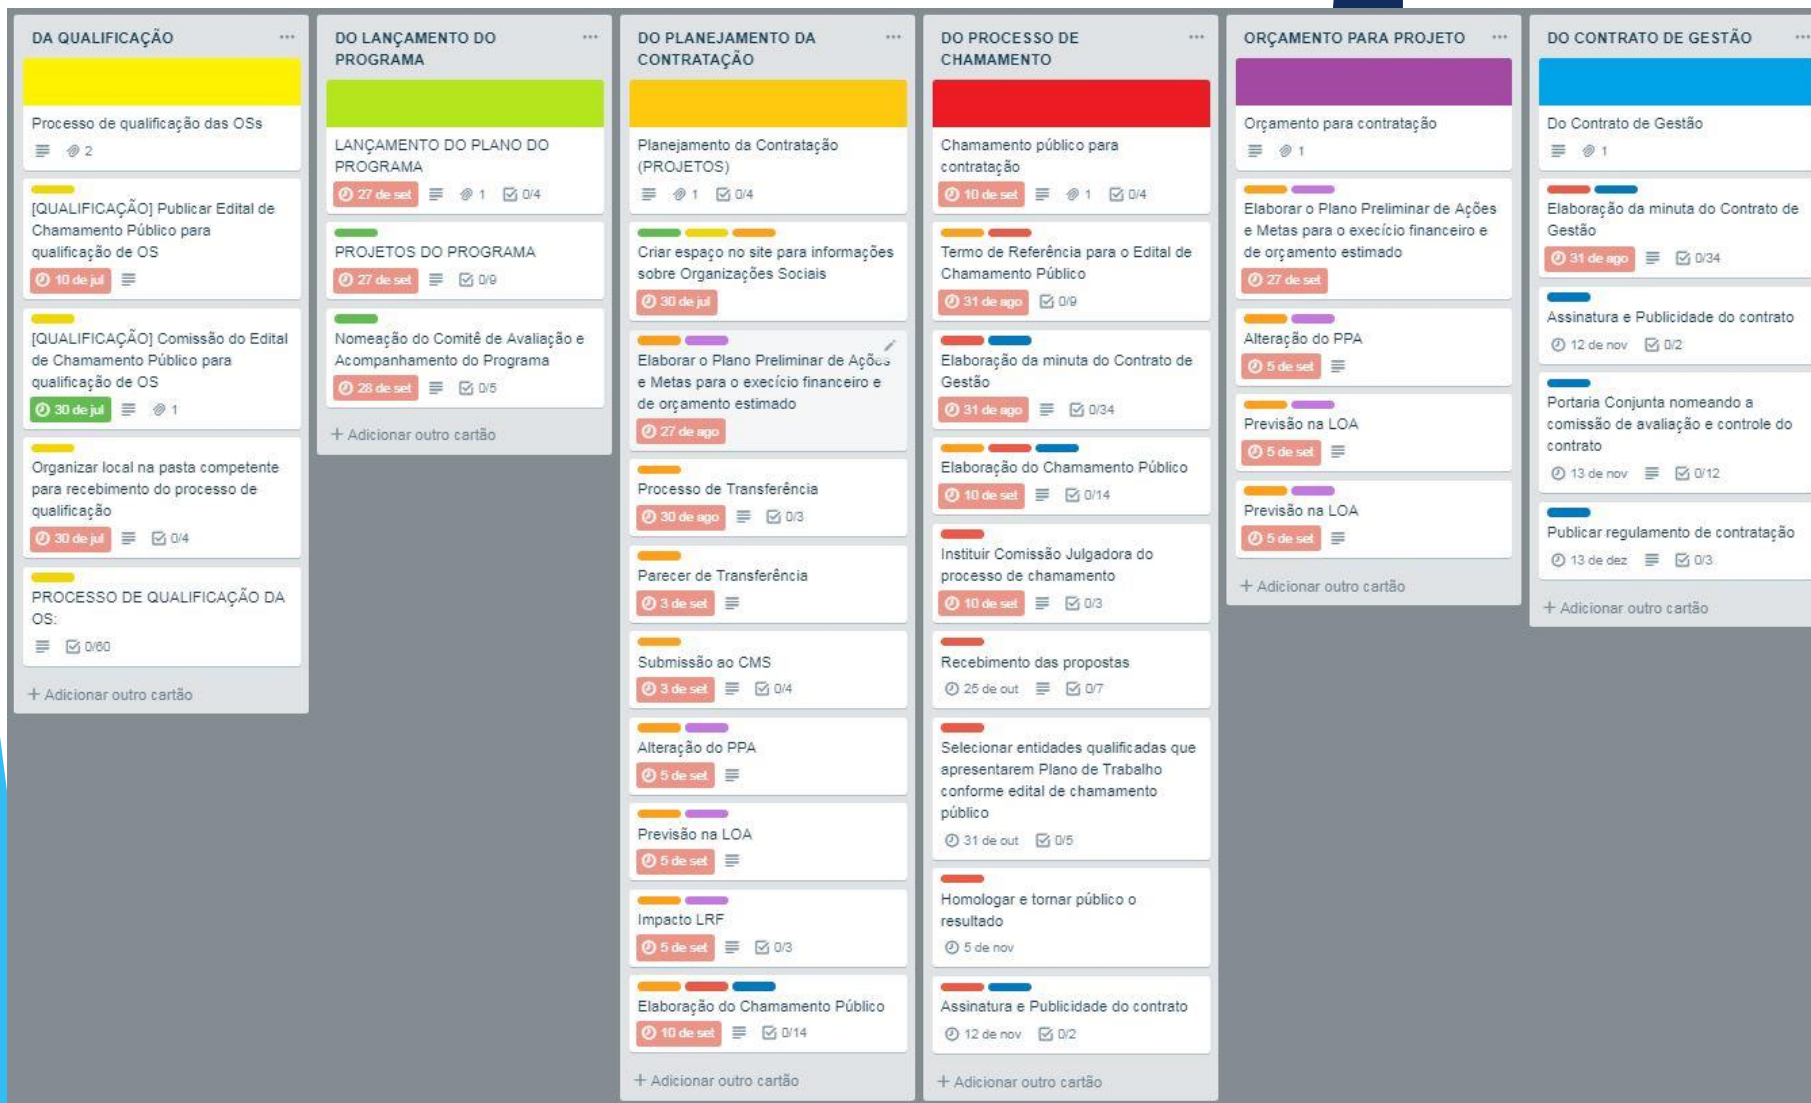 DA QUALIFICAÇÃO
Processo de qualificação das OSs
2
[QUALIFICAÇÃO] Publicar Edital de
Chamamento Público para
qualificação de OS
10 de jul
[QUALIFICAÇÃO] Comissão do Edital
de Chamamento Público para
qualificação de OS
30 de jul 1
Organizar local na pasta competente
para recebimento do processo de
qualificação
30 de jul 0/4
PROCESSO DE QUALIFICAÇÃO DA
OS:
0/60
+ Adicionar outro cartão
DO LANÇAMENTO DO
PROGRAMA
LANÇAMENTO DO PLANO DO
PROGRAMA
27 de set 1 0/4
PROJETOS DO PROGRAMA
27 de set 0/9
Nomeação do Comitê de Avaliação e
Acompanhamento do Programa
28 de set 0/5
+ Adicionar outro cartão
DO PLANEJAMENTO DA
CONTRATAÇÃO
Planejamento da Contratação
(PROJETOS)
1 0/4
Criar espaço no site para informações
sobre Organizações Sociais
30 de jul
Elaborar o Plano Preliminar de Ações
e Metas para o execício financeiro e
de orçamento estimado
27 de ago
Processo de Transferência
30 de ago 0/3
Parecer de Transferência
3 de set
Submissão ao CMS
3 de set 0/4
Alteração do PPA
5 de set
Previsão na LOA
5 de set
Impacto LRF
5 de set 0/3
Elaboração do Chamamento Público
10 de set 0/14
+ Adicionar outro cartão
DO PROCESSO DE
CHAMAMENTO
Chamamento público para
contratação
10 de set 1 0/4
Termo de Referência para o Edital de
Chamamento Público
31 de ago 0/9
Elaboração da minuta do Contrato de
Gestão
31 de ago 0/34
Elaboração do Chamamento Público
10 de set 0/14
Instituir Comissão Julgadora do
processo de chamamento
10 de set 0/3
Recebimento das propostas
25 de out 0/7
Selecionar entidades qualificadas que
apresentarem Plano de Trabalho
conforme edital de chamamento
público
31 de out 0/5
Homologar e tornar público o
resultado
5 de nov
Assinatura e Publicidade do contrato
12 de nov 0/2
+ Adicionar outro cartão
ORÇAMENTO PARA PROJETO
Orçamento para contratação
1
Elaborar o Plano Preliminar de Ações
e Metas para o execício financeiro e
de orçamento estimado
27 de set
Alteração do PPA
5 de set
Previsão na LOA
5 de set
Previsão na LOA
5 de set
+ Adicionar outro cartão
DO CONTRATO DE GESTÃO
Do Contrato de Gestão
1
Elaboração da minuta do Contrato de
Gestão
31 de ago 0/34
Assinatura e Publicidade do contrato
12 de nov 0/2
Portaria Conjunta nomeando a
comissão de avaliação e controle do
contrato
13 de nov 0/12
Publicar regulamento de contratação
13 de dez 0/3
+ Adicionar outro cartão